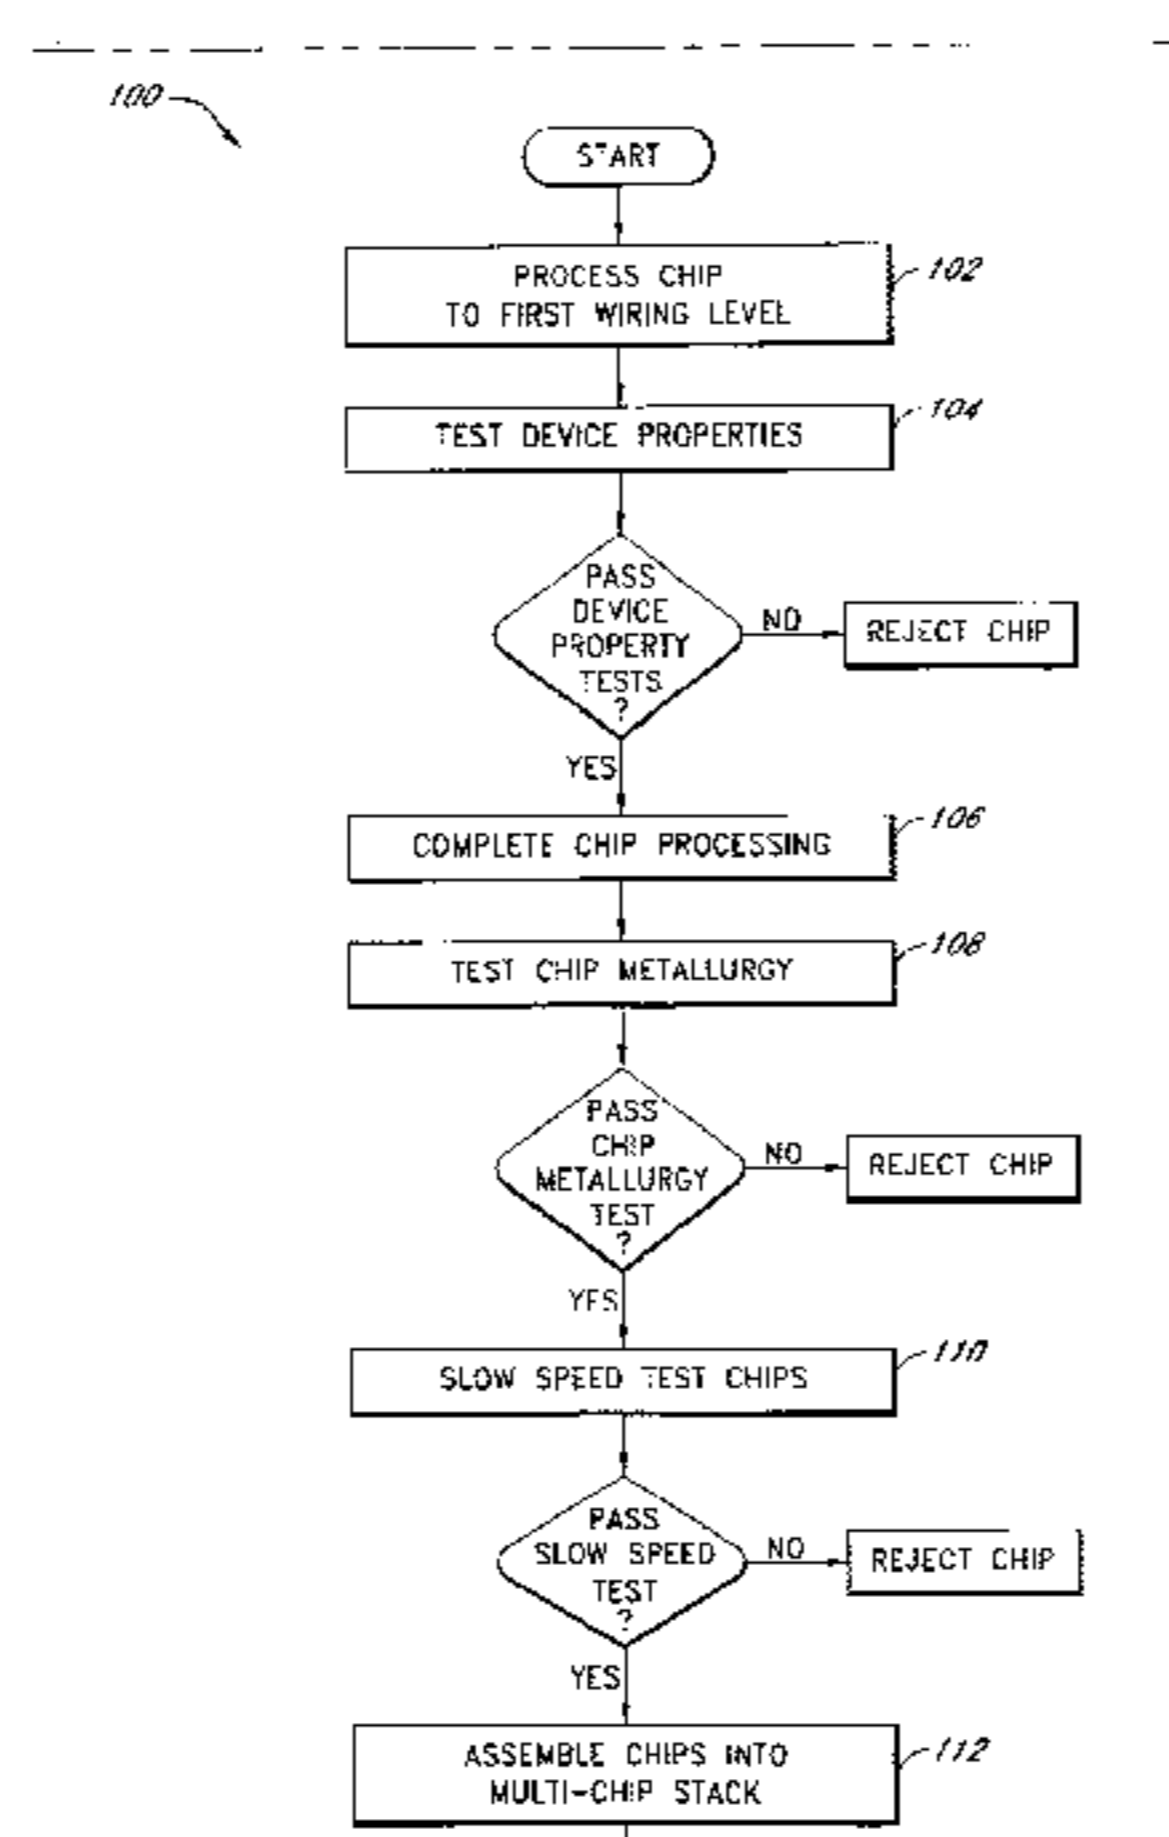 100
START
PROCESS CHIP
TO FIRST WIRING LEVEL
102
TEST DEVICE PROPERTIES
104
PASS
DEVICE
PROPERTY
TESTS
?
NO
REJECT CHIP
YES
COMPLETE CHIP PROCESSING
106
TEST CHIP METALLURGY
108
PASS
CHIP
METALLURGY
TEST
?
NO
REJECT CHIP
YES
SLOW SPEED TEST CHIPS
110
PASS
SLOW SPEED
TEST
?
NO
REJECT CHIP
YES
ASSEMBLE CHIPS INTO
MULTI-CHIP STACK
112